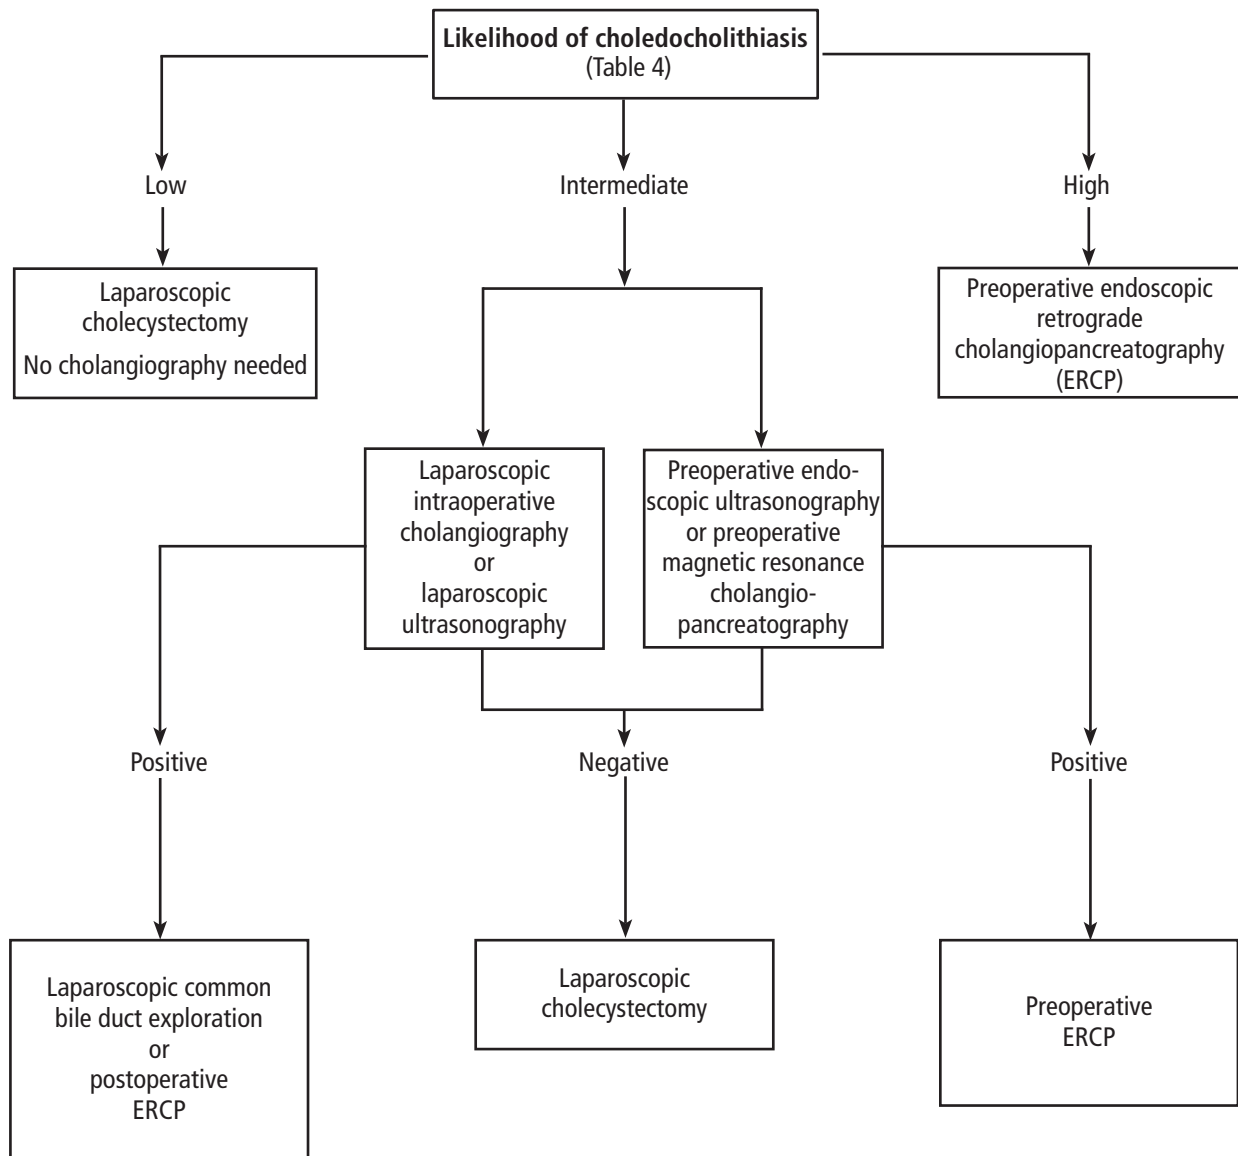 Likelihood of choledocholithiasis
(Table 4)
Low
Intermediate
High
Laparoscopic
cholecystectomy
No cholangiography needed
Preoperative endoscopic
retrograde
cholangiopancreatography
(ERCP)
Laparoscopic
intraoperative
cholangiography
or
laparoscopic
ultrasonography
Preoperative endo-
scopic ultrasonography
or preoperative
magnetic resonance
cholangio-
pancreatography
Positive
Negative
Positive
Laparoscopic common
bile duct exploration
or
postoperative
ERCP
Laparoscopic
cholecystectomy
Preoperative
ERCP